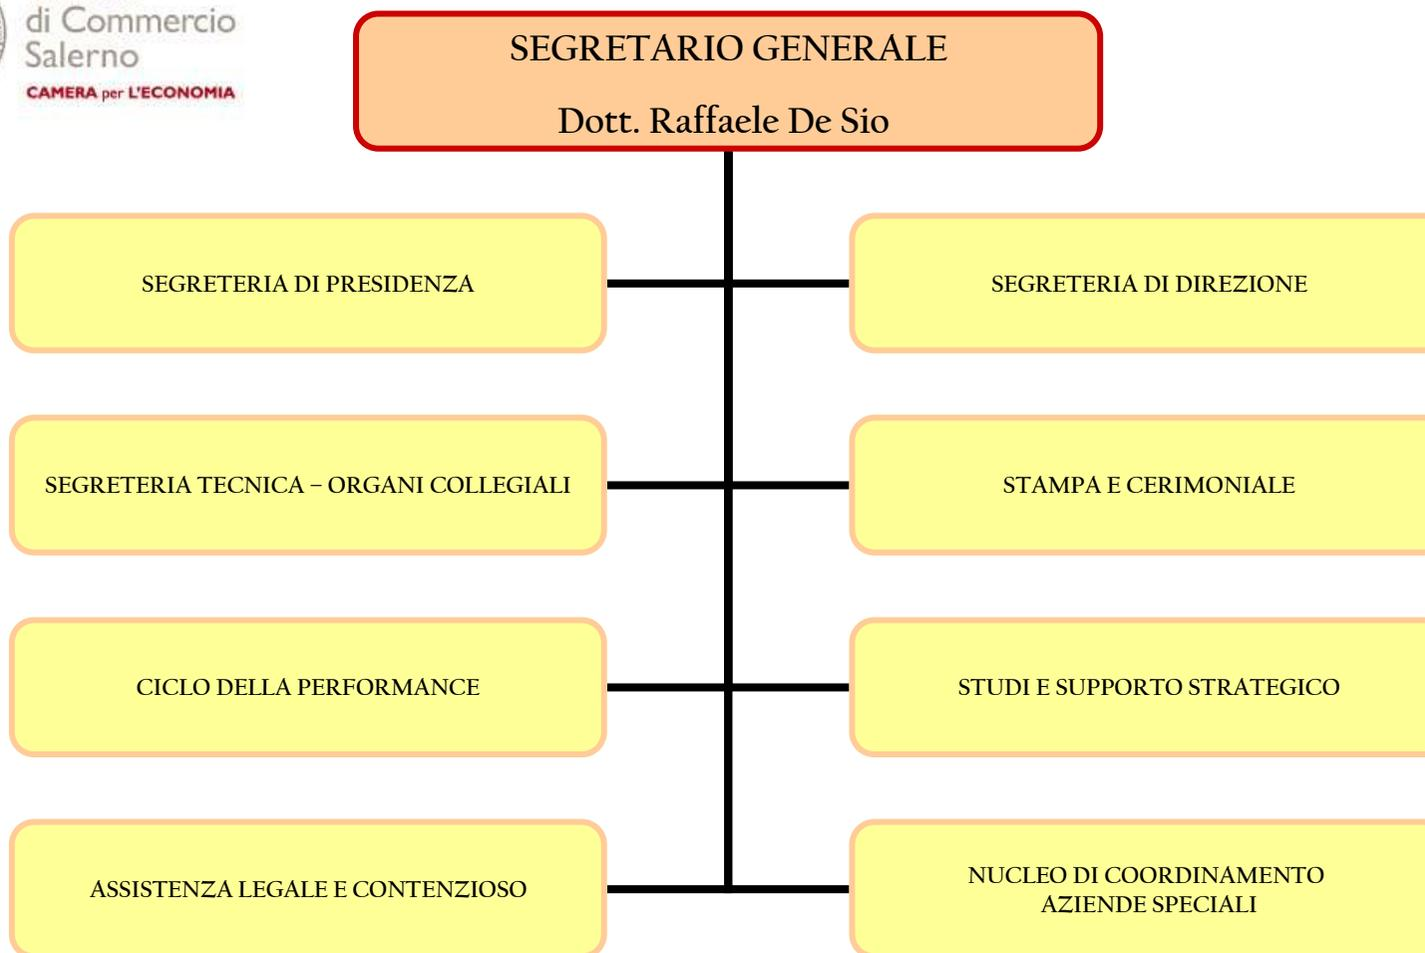 di Commercio
Salerno
CAMERA per L'ECONOMIA
SEGRETARIO GENERALE
Dott. Raffaele De Sio
SEGRETERIA DI PRESIDENZA
SEGRETERIA DI DIREZIONE
SEGRETERIA TECNICA – ORGANI COLLEGIALI
STAMPA E CERIMONIALE
CICLO DELLA PERFORMANCE
STUDI E SUPPORTO STRATEGICO
ASSISTENZA LEGALE E CONTENZIOSO
NUCLEO DI COORDINAMENTO
AZIENDE SPECIALI